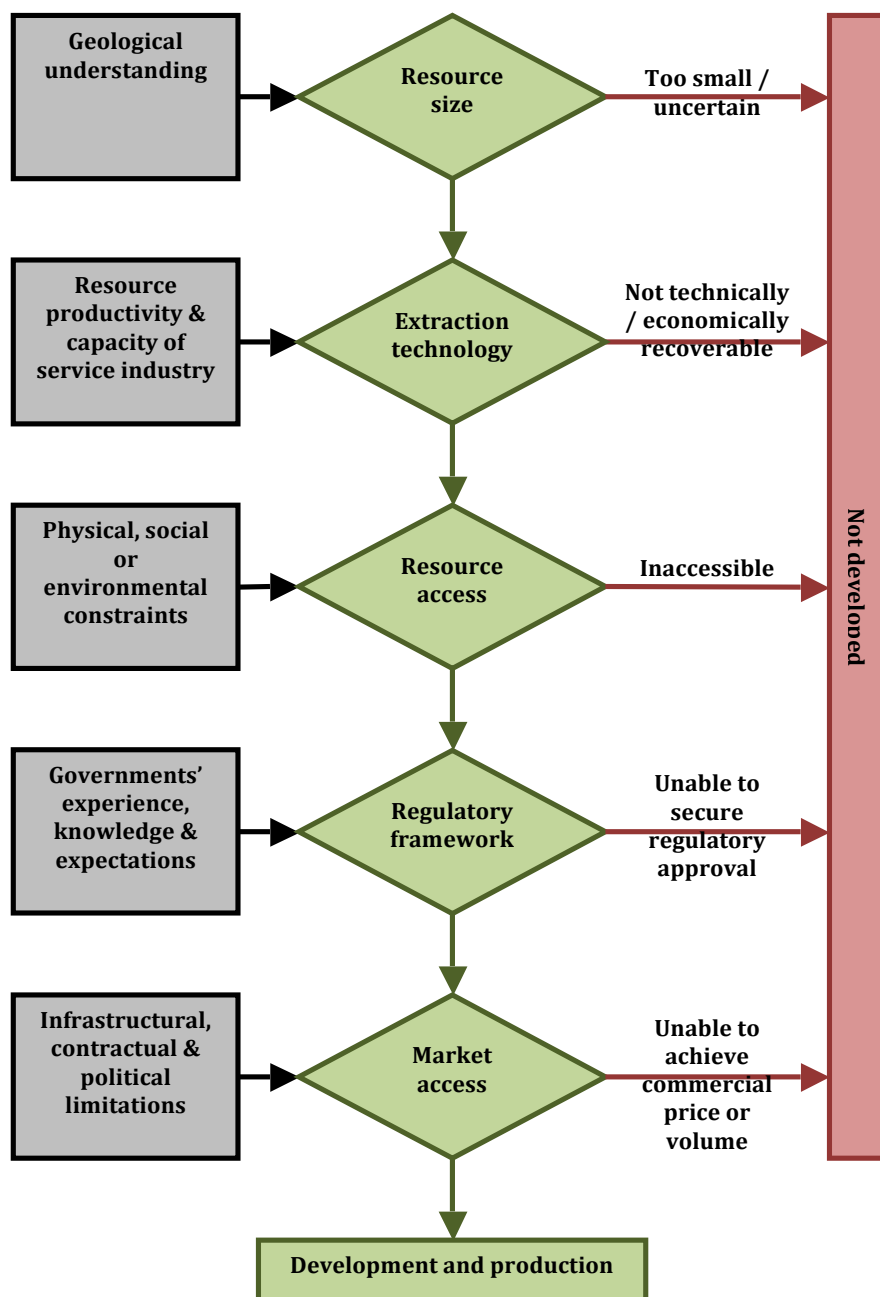 Geological
understanding
Resource
size
Too small /
uncertain
Resource
productivity &
capacity of
service industry
Extraction
technology
Not technically
/ economically
recoverable
Physical, social
or
environmental
constraints
Resource
access
Inaccessible
Governments’
experience,
knowledge &
expectations
Regulatory
framework
Unable to
secure
regulatory
approval
Infrastructural,
contractual &
political
limitations
Market
access
Unable to
achieve
commercial
price or
volume
Not developed
Development and production